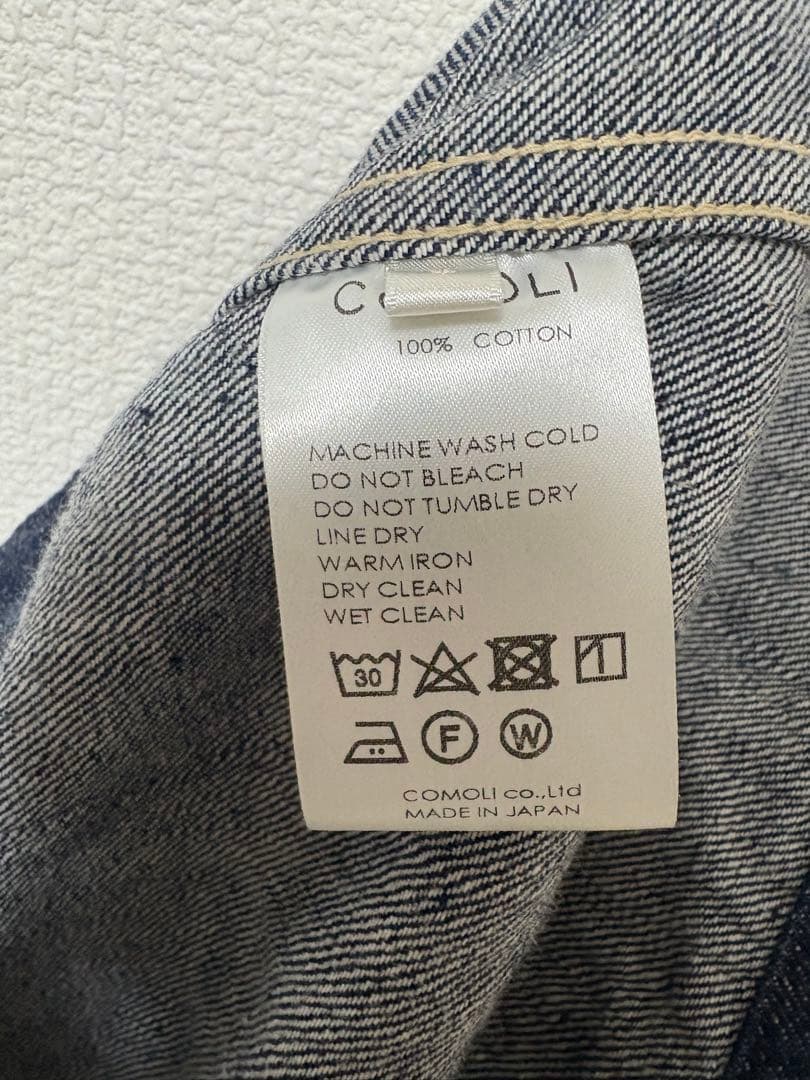 100% COTTON
MACHINE WASH COLD
DO NOT BLEACH
DO NOT TUMBLE DRY
LINE DRY
WARM IRON
DRY CLEAN
WET CLEAN
30
F W
COMOLI co.,Ltd
MADE IN JAPAN